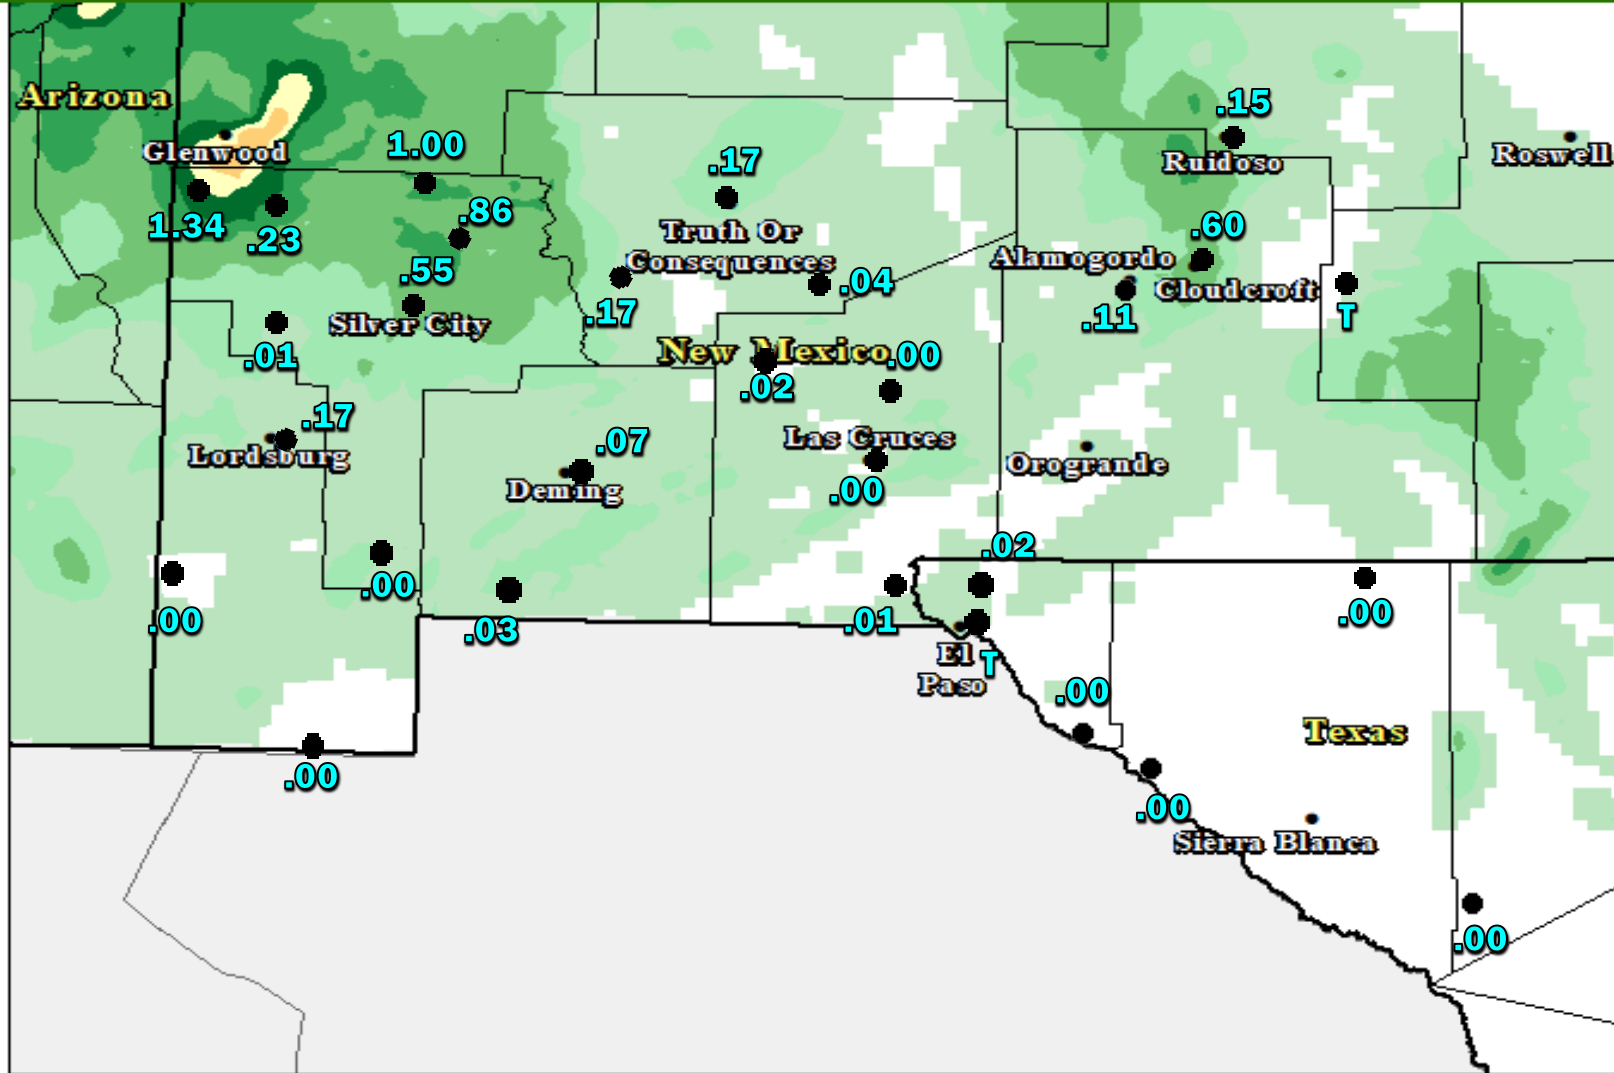 Arizona
.15
Glenwood
1.00
Ruidoso
Roswell
.17
1.34
.23
.86
.60
Truth Or
Consequences
.55
.04
Alamogordo
Cloudcroft
T
.17
.11
Silver City
.01
New Mexico
.00
.02
.17
Lordsburg
.07
Deming
Las Cruces
.00
Orogrande
.02
.00
.00
.03
.01
.00
El
Paso
T
.00
Texas
.00
.00
Sierra Blanca
.00